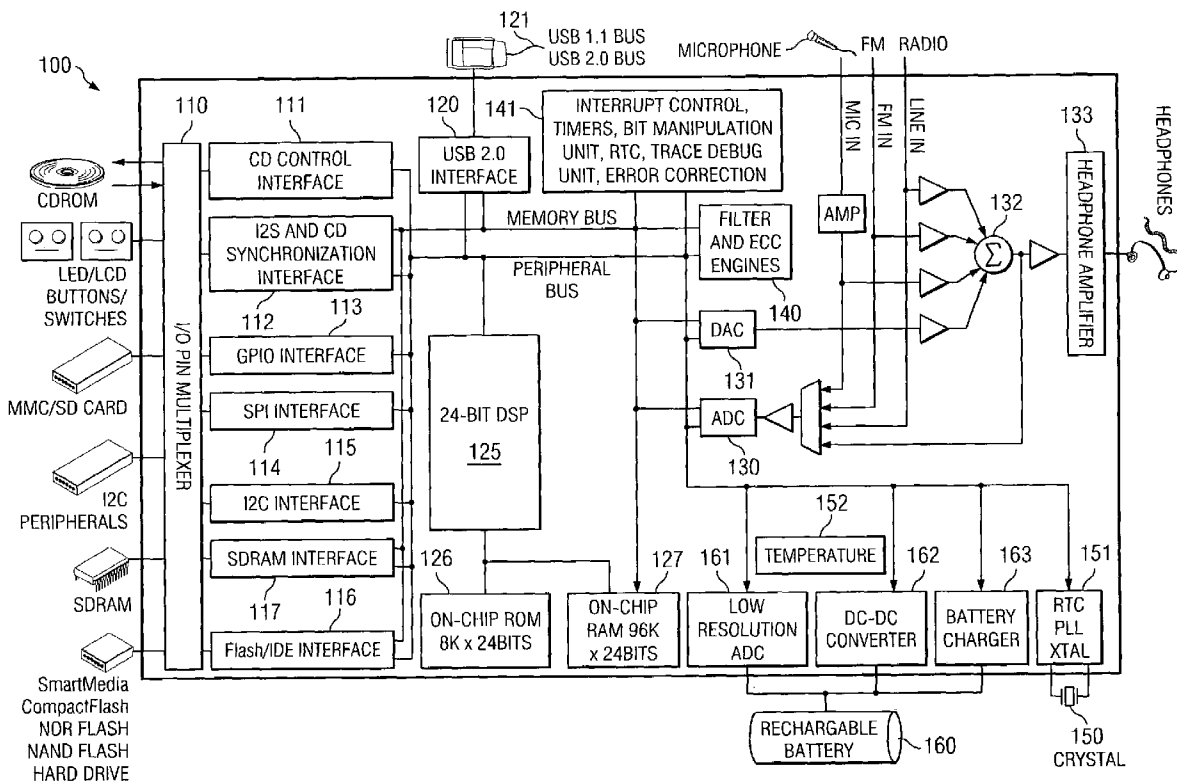 121
USB 1.1 BUS
USB 2.0 BUS
MICROPHONE
FM
RADIO
100
110
111
120
141
CD CONTROL
INTERFACE
USB 2.0
INTERFACE
INTERRUPT CONTROL,
TIMERS, BIT MANIPULATION
UNIT, RTC, TRACE DEBUG
UNIT, ERROR CORRECTION
MIC IN
FM IN
LINE IN
133
HEADPHONES
HEADPHONE AMPLIFIER
CDROM
I2S AND CD
SYNCHRONIZATION
INTERFACE
MEMORY BUS
PERIPHERAL
BUS
FILTER
AND ECC
ENGINES
140
AMP
132
Σ
LED/LCD
BUTTONS/
SWITCHES
112
113
I/O PIN MULTIPLEXER
GPIO INTERFACE
DAC
131
MMC/SD CARD
SPI INTERFACE
114
24-BIT DSP
125
ADC
130
115
I2C
PERIPHERALS
I2C INTERFACE
152
TEMPERATURE
SDRAM INTERFACE
117
116
SDRAM
126
127
161
162
163
151
ON-CHIP ROM
8K x 24BITS
ON-CHIP
RAM 96K
x 24BITS
LOW
RESOLUTION
ADC
DC-DC
CONVERTER
BATTERY
CHARGER
RTC
PLL
XTAL
Flash/IDE INTERFACE
SmartMedia
CompactFlash
NOR FLASH
NAND FLASH
HARD DRIVE
RECHARGABLE
BATTERY
160
150
CRYSTAL